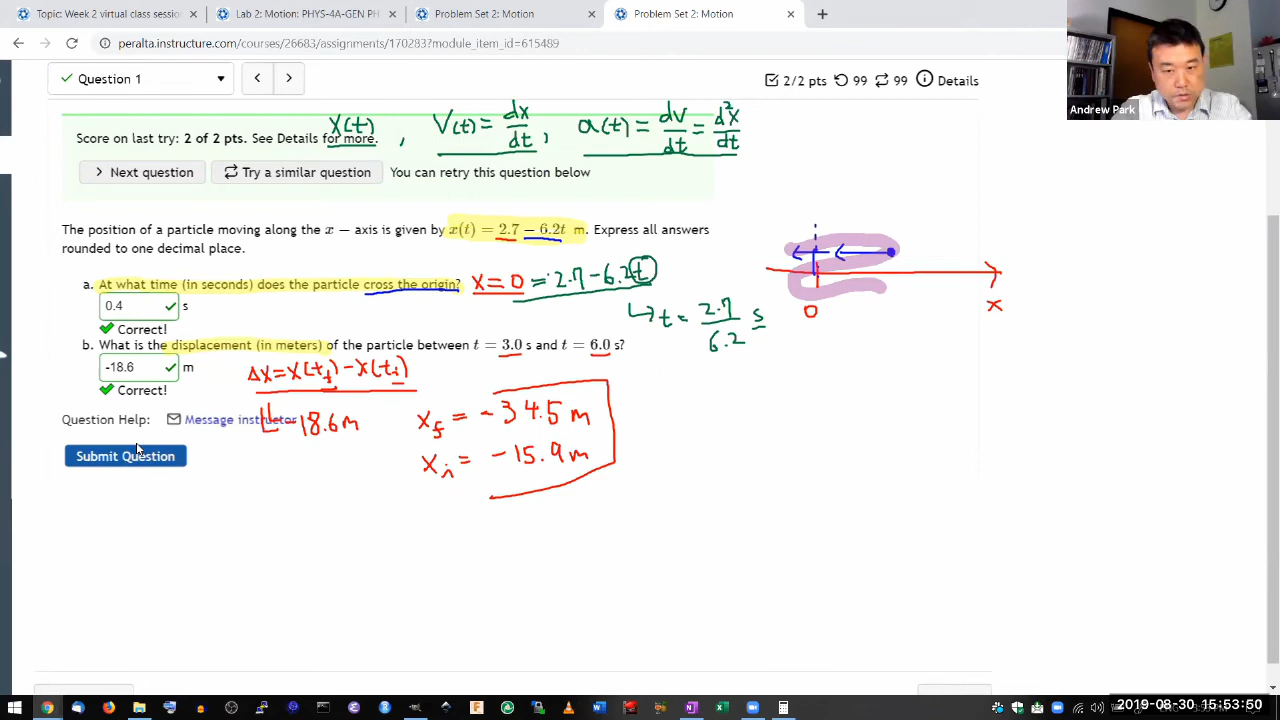 Topic: Week 2 virtual class sessio
Lab 2: Motion: PHYS-4A-GEN PH
Problem Set 2: Motion
Problem Set 2: Motion
peralta.instructure.com/courses/26683/assignments/170283?module_item_id=615489
Andrew Park
Question 1
2/2 pts 99 99 Details
X(t), V(t) = dx/dt, a(t) = dv/dt = d²x/dt
Score on last try: 2 of 2 pts. See Details for more.
Next question Try a similar question You can retry this question below
The position of a particle moving along the x − axis is given by x(t) = 2.7 − 6.2t m. Express all answers
rounded to one decimal place.
a. At what time (in seconds) does the particle cross the origin? x = 0 = 2.7 - 6.2t
0.4 s
Correct!
t = 2.7/6.2 s
0 x
b. What is the displacement (in meters) of the particle between t = 3.0 s and t = 6.0 s?
-18.6 m
Δx = x(tf) - x(ti)
Correct!
Question Help: Message instructor
-18.6m
xf = -34.5 m
xi = -15.9 m
Submit Question
2019-08-30 15:53:50